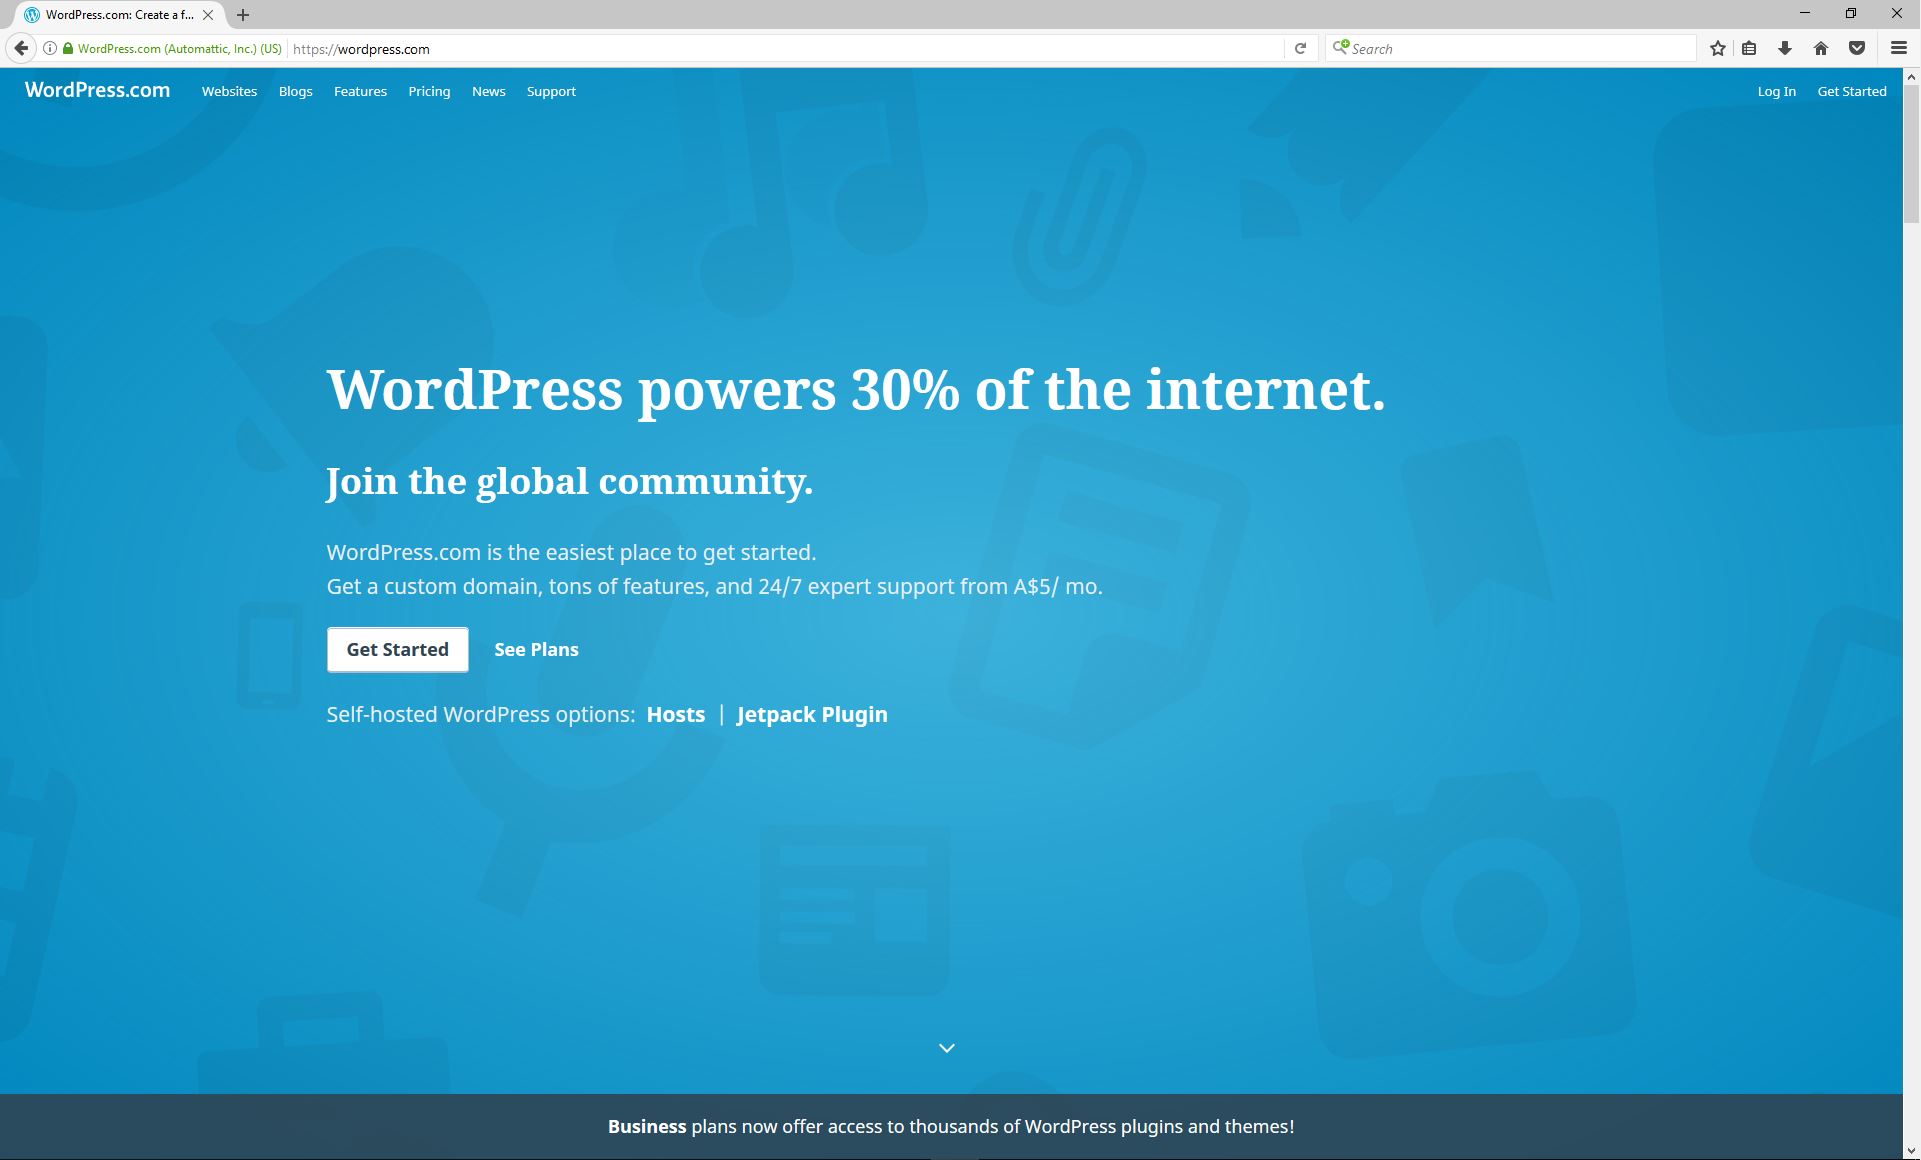 WordPress.com: Create a f...
WordPress.com (Automattic, Inc.) (US)
https://wordpress.com
Search
WordPress.com
Websites
Blogs
Features
Pricing
News
Support
Log In
Get Started
WordPress powers 30% of the internet.
Join the global community.
WordPress.com is the easiest place to get started.
Get a custom domain, tons of features, and 24/7 expert support from A$5/ mo.
Get Started
See Plans
Self-hosted WordPress options: Hosts | Jetpack Plugin
Business plans now offer access to thousands of WordPress plugins and themes!